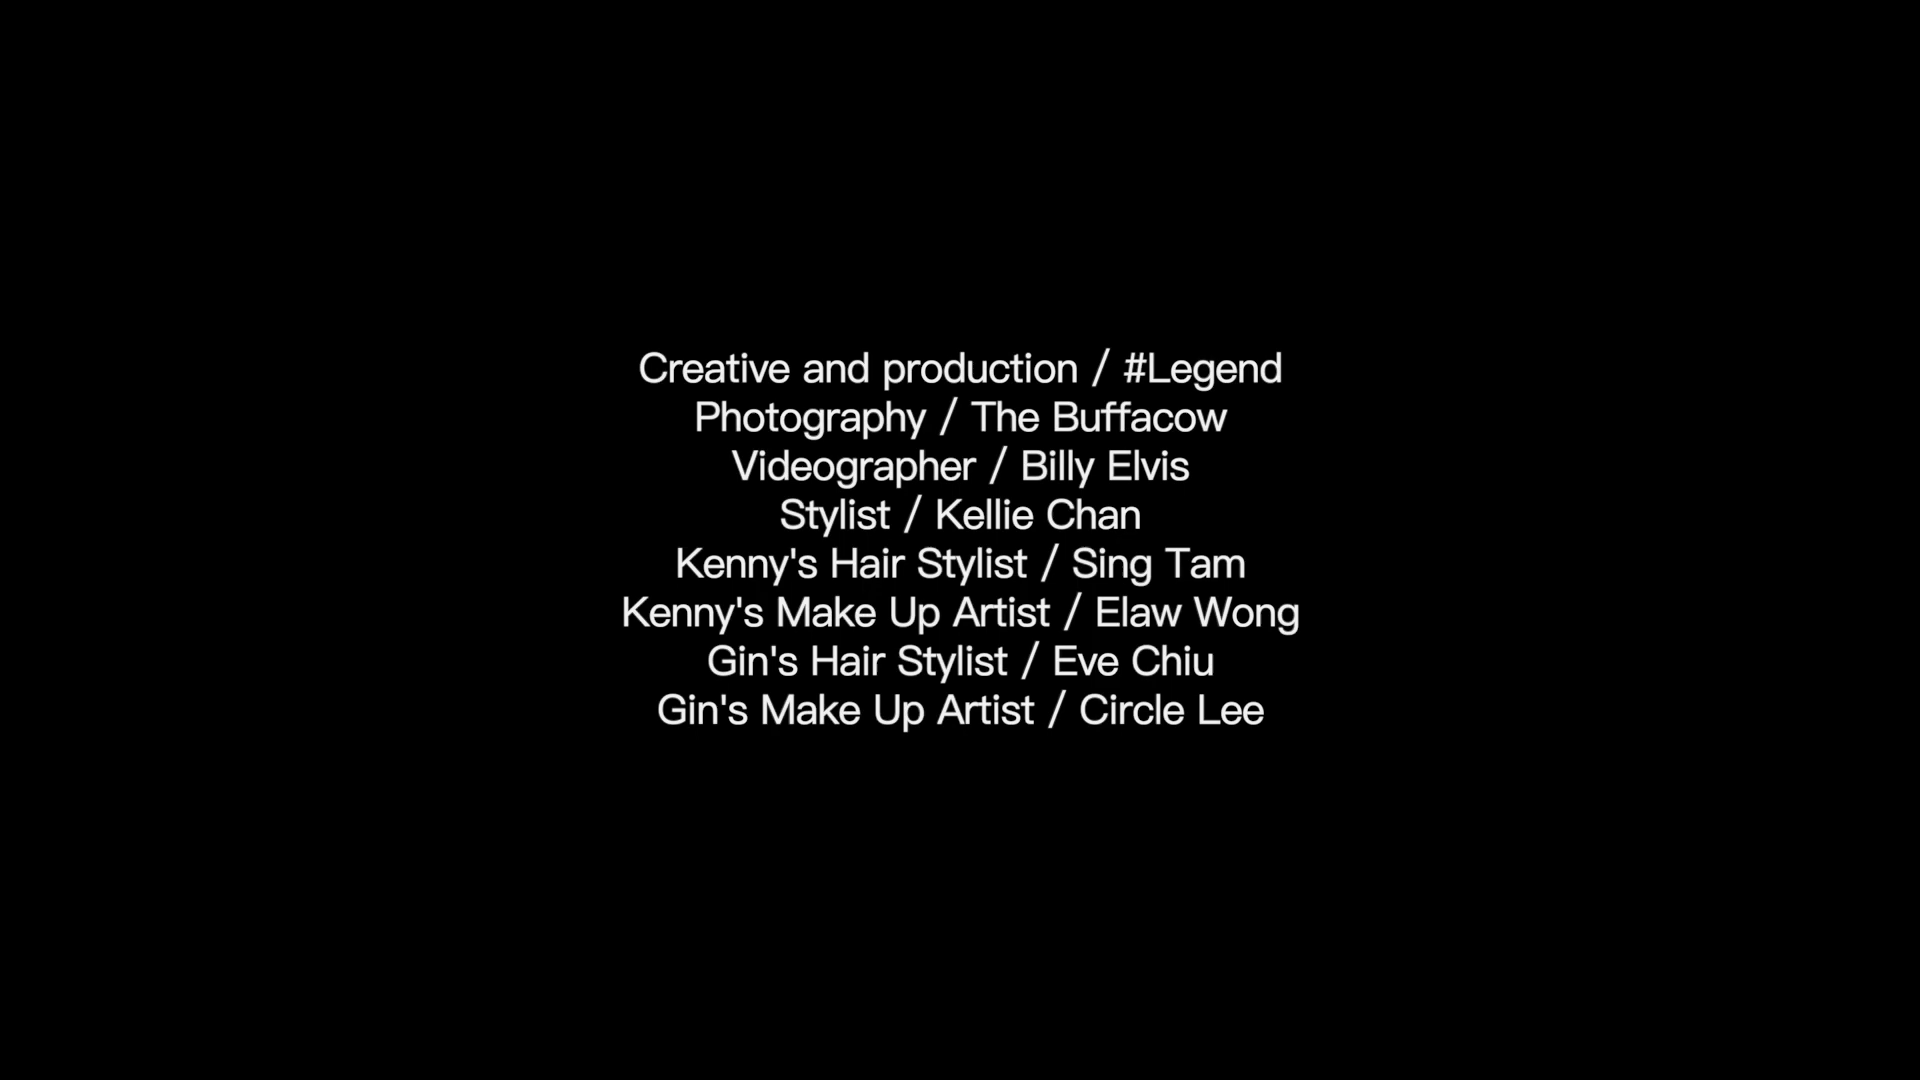 Creative and production / #Legend
Photography / The Buffacow
Videographer / Billy Elvis
Stylist / Kellie Chan
Kenny's Hair Stylist / Sing Tam
Kenny's Make Up Artist / Elaw Wong
Gin's Hair Stylist / Eve Chiu
Gin's Make Up Artist / Circle Lee